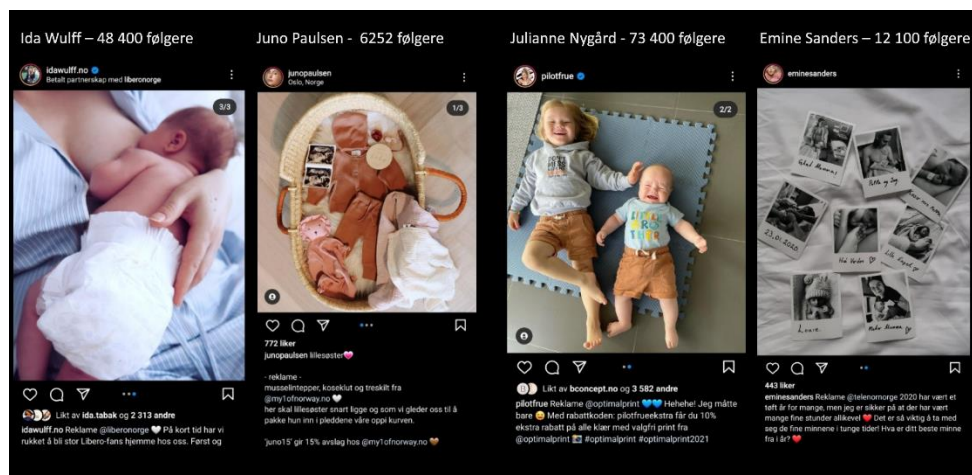 Ida Wulff – 48 400 følgere
idawulff.no
Betalt partnerskap med liberonorge
3/3
Likt av ida.tabak og 2 313 andre
idawulff.no Reklame @liberonorge 🤍 På kort tid har vi
rukket å bli stor Libero-fans hjemme hos oss. Først og
Juno Paulsen - 6252 følgere
junopaulsen
Oslo, Norge
1/3
772 liker
junopaulsen lillesøster💗
- reklame -
musselintepper, koseklut og treskilt fra
@my1ofnorway.no 🤍
her skal lillesøster snart ligge og som vi gleder oss til å
pakke hun inn i pleddene våre oppi kurven.
'juno15' gir 15% avslag hos @my1ofnorway.no 🤎
Julianne Nygård - 73 400 følgere
pilotfrue
2/2
LITTLE
BRO
THER
Likt av bconcept.no og 3 582 andre
pilotfrue Reklame @optimalprint 💙💙 Hehehe! Jeg måtte
bare 😄 Med rabattkoden: pilotfrueekstra får du 10%
ekstra rabatt på alle klær med valgfri print fra
@optimalprint 📷 #optimalprint #optimalprint2021
Emine Sanders – 12 100 følgere
eminesanders
23.01.2020
443 liker
eminesanders Reklame @telenornorge 2020 har vært et
tøft år for mange, men jeg er sikker på at der har vært
mange fine stunder allikevel ❤️ Det er så viktig å ta med
seg de fine minnene i tunge tider! Hva er ditt beste minne
fra i år? ❤️